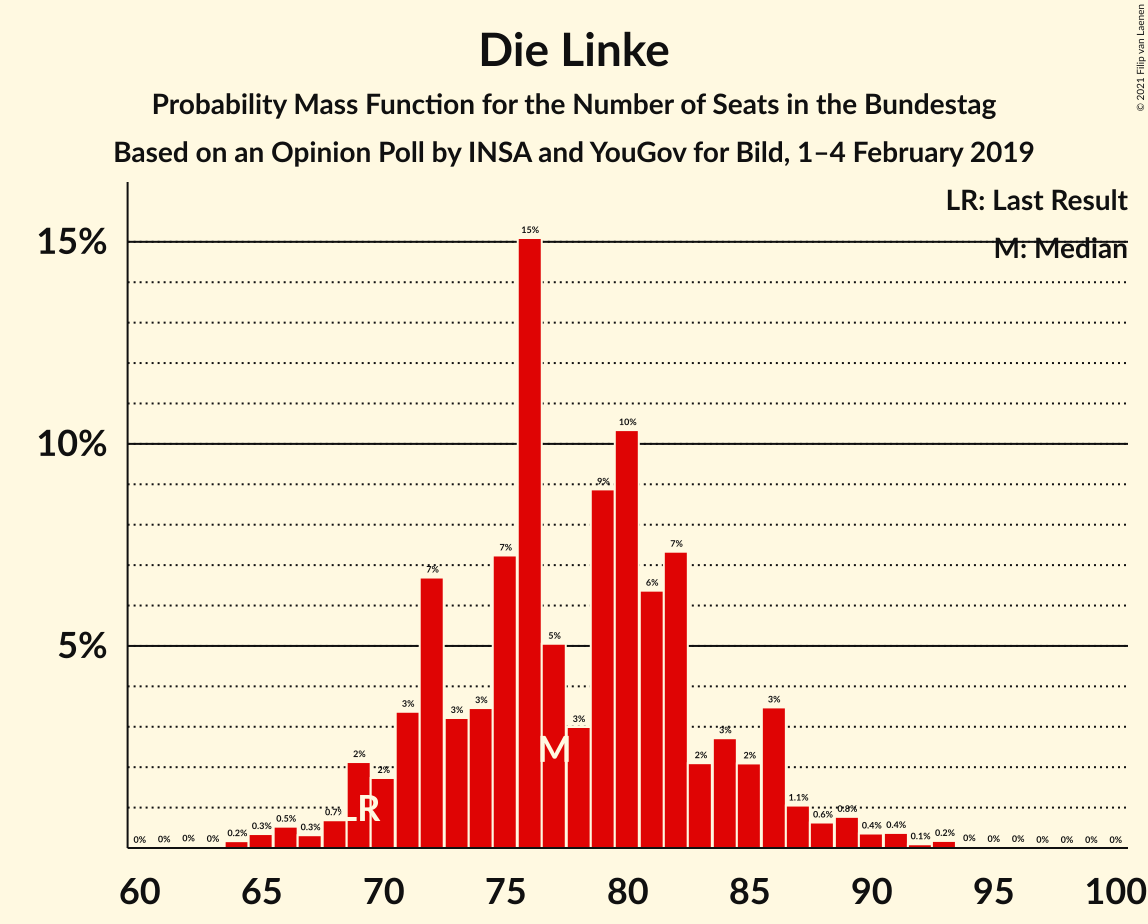 © 2021 Filip van Laenen
Die Linke
Probability Mass Function for the Number of Seats in the Bundestag
Based on an Opinion Poll by INSA and YouGov for Bild, 1–4 February 2019
LR: Last Result
M: Median
15%
10%
5%
0% 0% 0% 0% 0.2% 0.3% 0.5% 0.3% 0.7% 2% 2% 3% 7% 3% 3% 7% 15% 5% 3% 9% 10% 6% 7% 2% 3% 2% 3% 1.1% 0.6% 0.8% 0.4% 0.4% 0.1% 0.2% 0% 0% 0% 0% 0% 0% 0%
M
LR
60 65 70 75 80 85 90 95 100